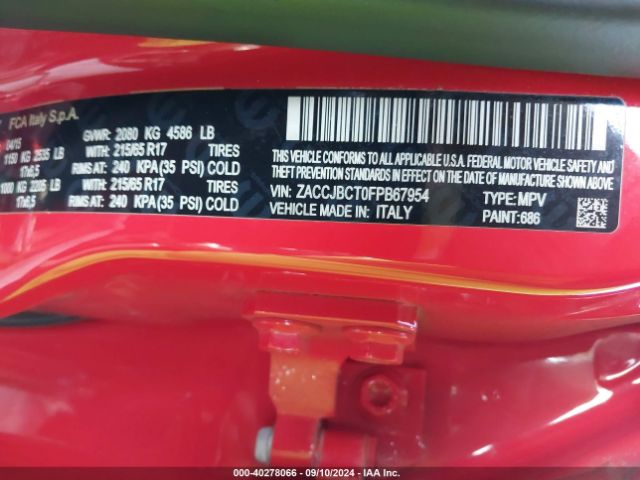 FCA Italy S.p.A.
04/15 GVWR: 2080 KG 4586 LB
1150 KG 2535 LB WITH: 215/65 R17 TIRES
17x6,5 RIMS AT: 240 KPA(35 PSI) COLD
1000 KG 2205 LB WITH: 215/65 R17 TIRES
17x6,5 RIMS AT: 240 KPA(35 PSI) COLD
THIS VEHICLE CONFORMS TO ALL APPLICABLE U.S.A. FEDERAL MOTOR VEHICLE SAFETY, BUMPER AND
THEFT PREVENTION STANDARDS IN EFFECT ON THE DATE OF MANUFACTURE SHOWN ABOVE.
VIN: ZACCJBCT0FPB67954 TYPE: MPV
VEHICLE MADE IN: ITALY PAINT: 686
000-40278066 - 09/10/2024 - IAA Inc.